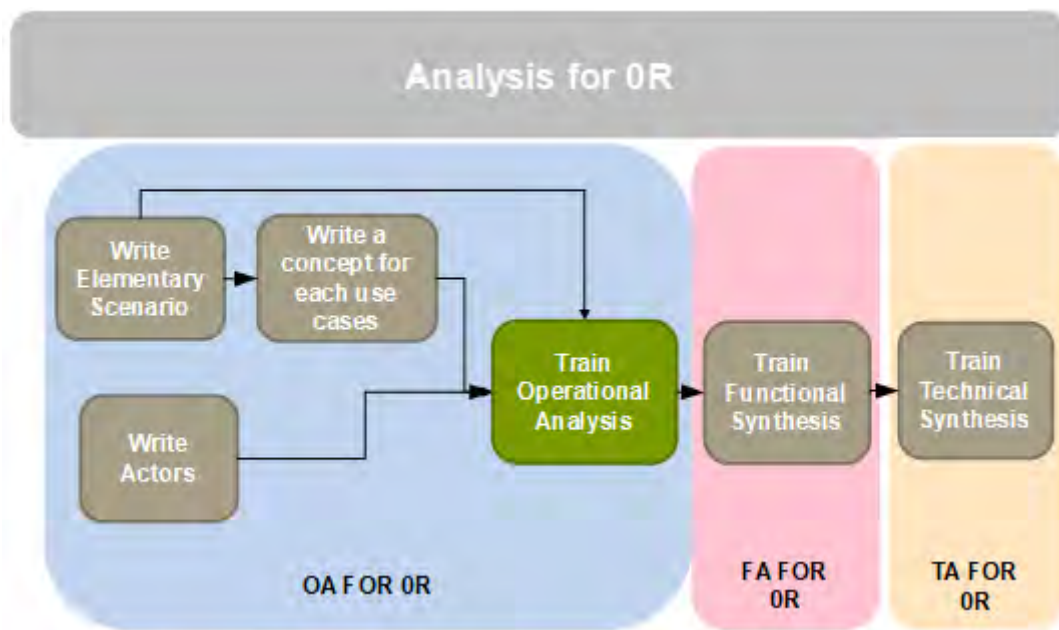 Analysis for 0R
Write
Elementary
Scenario
Write a
concept for
each use
cases
Write
Actors
Train
Operational
Analysis
Train
Functional
Synthesis
Train
Technical
Synthesis
OA FOR 0R
FA FOR
0R
TA FOR
0R